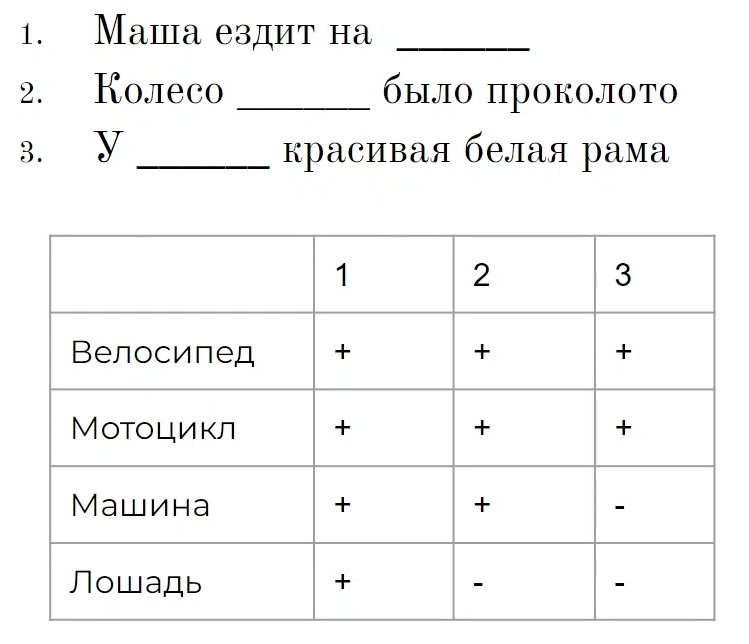 1. Маша ездит на ______
2. Колесо ______ было проколото
3. У ______ красивая белая рама
1 2 3
Велосипед + + +
Мотоцикл + + +
Машина + + -
Лошадь + - -